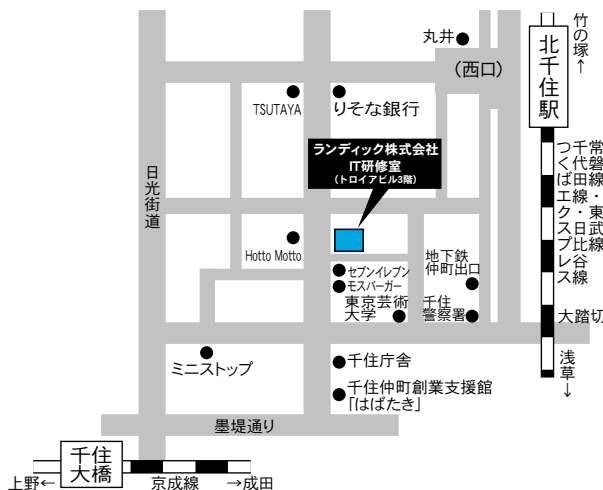 竹の塚↑
丸井
(西口)
北千住駅
TSUTAYA
りそな銀行
ランディック株式会社
IT研修室
(トロイアビル3階)
日光街道
常磐線・東武線
千代田線・日比谷線
つくばエクスプレス
Hotto Motto
セブンイレブン
モスバーガー
地下鉄
仲町出口
東京芸術
大学
千住
警察署
大踏切
ミニストップ
千住庁舎
浅草↓
千住仲町創業支援館
「はばたき」
墨堤通り
千住
大橋
上野←
京成線
→成田